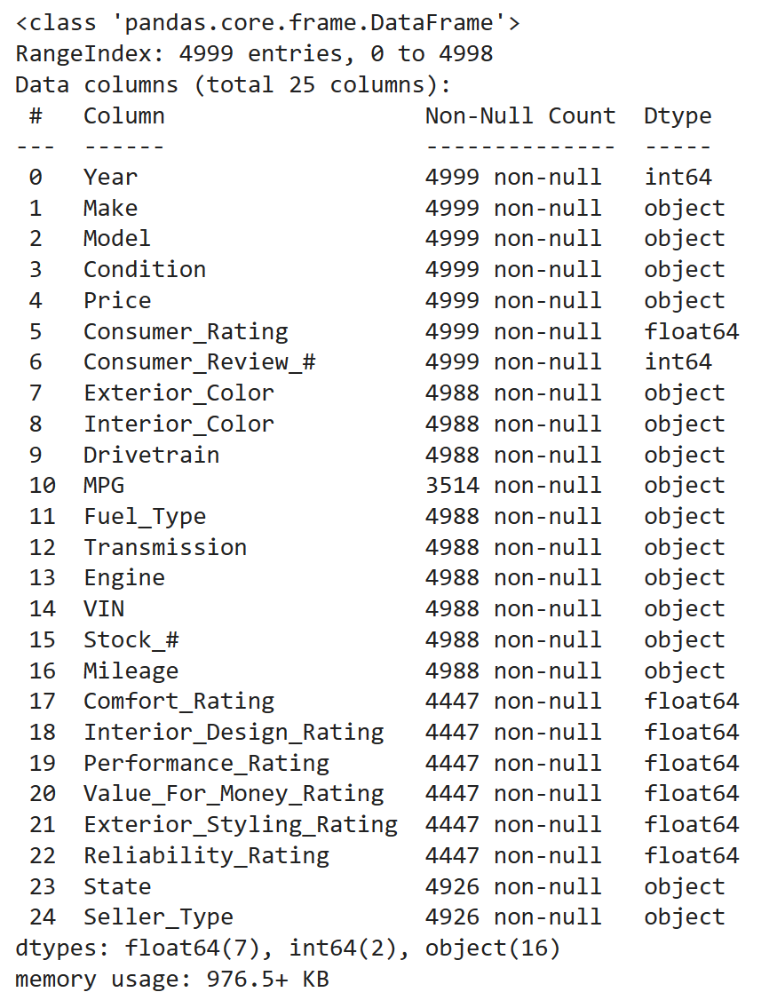 <class 'pandas.core.frame.DataFrame'>
RangeIndex: 4999 entries, 0 to 4998
Data columns (total 25 columns):
 #   Column                   Non-Null Count  Dtype
---  ------                   --------------  -----
 0   Year                     4999 non-null   int64
 1   Make                     4999 non-null   object
 2   Model                    4999 non-null   object
 3   Condition                4999 non-null   object
 4   Price                    4999 non-null   object
 5   Consumer_Rating          4999 non-null   float64
 6   Consumer_Review_#        4999 non-null   int64
 7   Exterior_Color           4988 non-null   object
 8   Interior_Color           4988 non-null   object
 9   Drivetrain               4988 non-null   object
 10  MPG                      3514 non-null   object
 11  Fuel_Type                4988 non-null   object
 12  Transmission             4988 non-null   object
 13  Engine                   4988 non-null   object
 14  VIN                      4988 non-null   object
 15  Stock_#                  4988 non-null   object
 16  Mileage                  4988 non-null   object
 17  Comfort_Rating           4447 non-null   float64
 18  Interior_Design_Rating   4447 non-null   float64
 19  Performance_Rating       4447 non-null   float64
 20  Value_For_Money_Rating   4447 non-null   float64
 21  Exterior_Styling_Rating  4447 non-null   float64
 22  Reliability_Rating       4447 non-null   float64
 23  State                    4926 non-null   object
 24  Seller_Type              4926 non-null   object
dtypes: float64(7), int64(2), object(16)
memory usage: 976.5+ KB